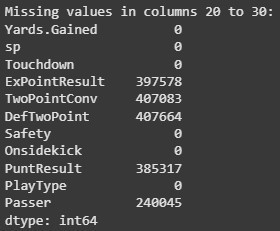 Missing values in columns 20 to 30:
Yards.Gained 0
sp 0
Touchdown 0
ExPointResult 397578
TwoPointConv 407083
DefTwoPoint 407664
Safety 0
Onsidekick 0
PuntResult 385317
PlayType 0
Passer 240045
dtype: int64